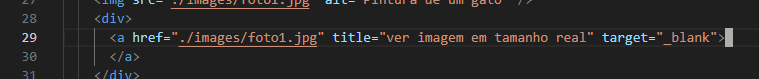 27 <img src="./images/foto1.jpg" alt="Pintura de um gato" />
28 <div>
29 <a href="./images/foto1.jpg" title="ver imagem em tamanho real" target="_blank">
30 </a>
31 </div>